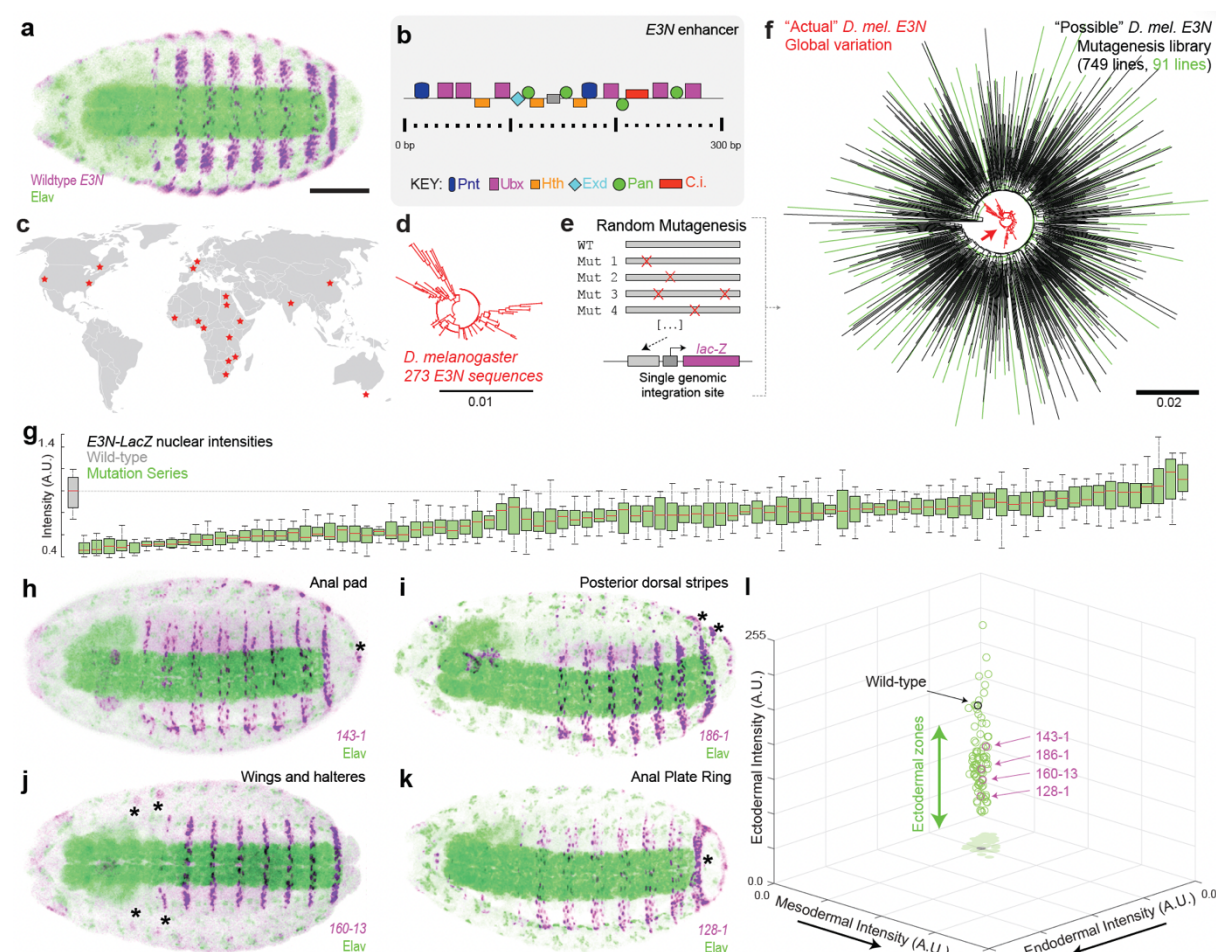 a
Wildtype E3N
Elav
b
E3N enhancer
0 bp
300 bp
KEY: Pnt Ubx Hth Exd Pan C.i.
c
d
D. melanogaster
273 E3N sequences
0.01
e
Random Mutagenesis
WT
Mut 1
Mut 2
Mut 3
Mut 4
[...]
lac-Z
Single genomic
integration site
f
"Actual" D. mel. E3N
Global variation
"Possible" D. mel. E3N
Mutagenesis library
(749 lines, 91 lines)
0.02
g
Intensity (A.U.)
1.4
0.4
E3N-LacZ nuclear intensities
Wild-type
Mutation Series
h
Anal pad
*
143-1
Elav
i
Posterior dorsal stripes
* *
186-1
Elav
j
Wings and halteres
* *
* *
160-13
Elav
k
Anal Plate Ring
*
128-1
Elav
l
255
Ectodermal Intensity (A.U.)
Wild-type
Ectodermal zones
143-1
186-1
160-13
128-1
0.0
0.0
Mesodermal Intensity (A.U.)
Endodermal Intensity (A.U.)